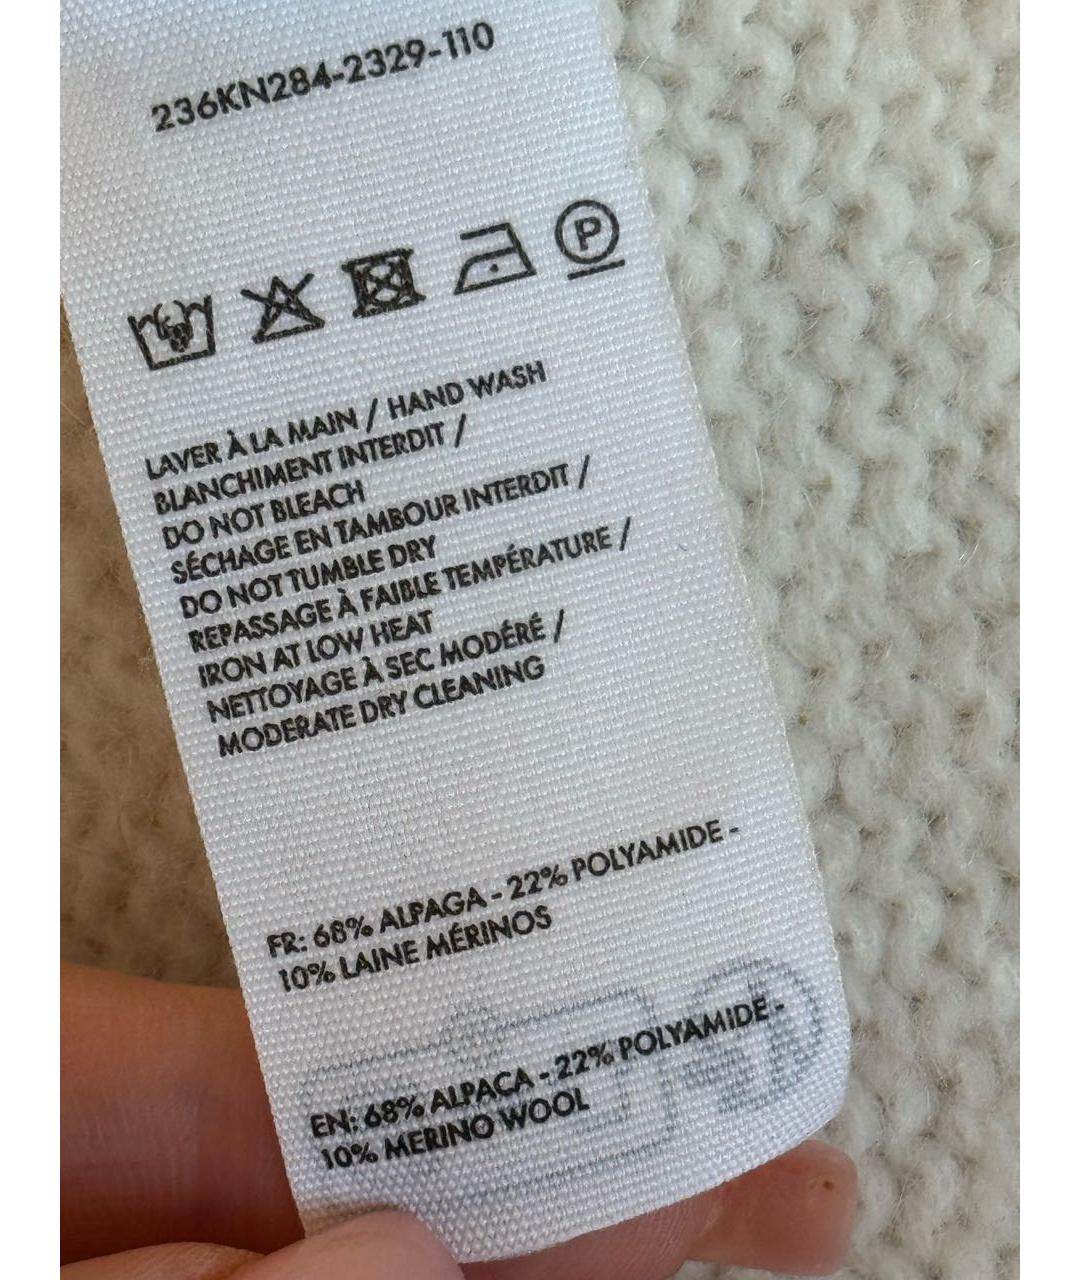 236KN284-2329-110
P
LAVER À LA MAIN / HAND WASH
BLANCHIMENT INTERDIT /
DO NOT BLEACH
SÉCHAGE EN TAMBOUR INTERDIT /
DO NOT TUMBLE DRY
REPASSAGE À FAIBLE TEMPÉRATURE /
IRON AT LOW HEAT
NETTOYAGE À SEC MODÉRÉ /
MODERATE DRY CLEANING
FR: 68% ALPAGA - 22% POLYAMIDE -
10% LAINE MÉRINOS
EN: 68% ALPACA - 22% POLYAMIDE -
10% MERINO WOOL